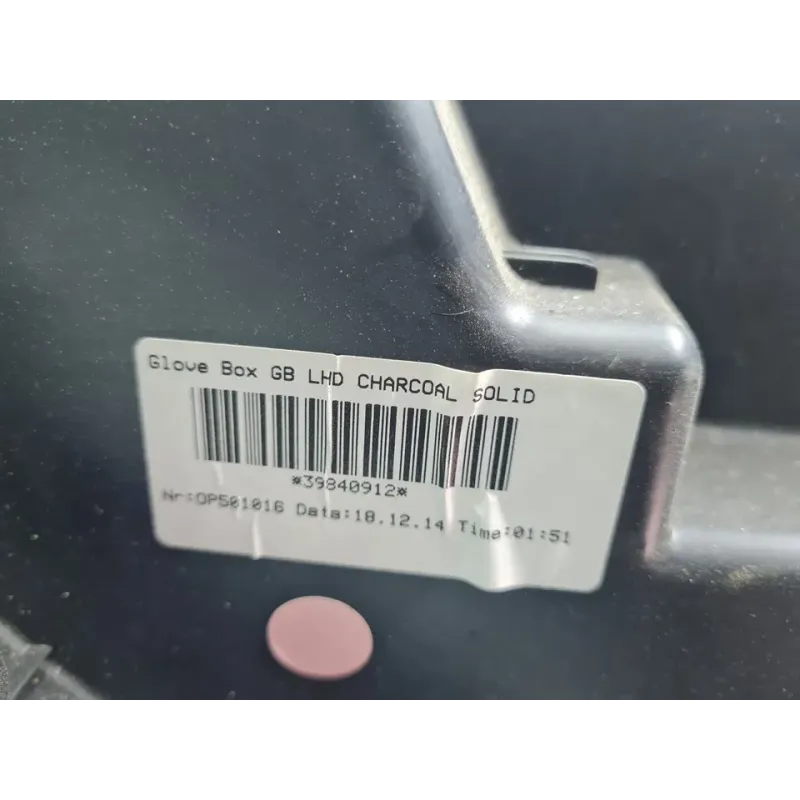 Glove Box GB LHD CHARCOAL SOLID
*39840912*
Nr:OP501016 Data:18.12.14 Time:01:51